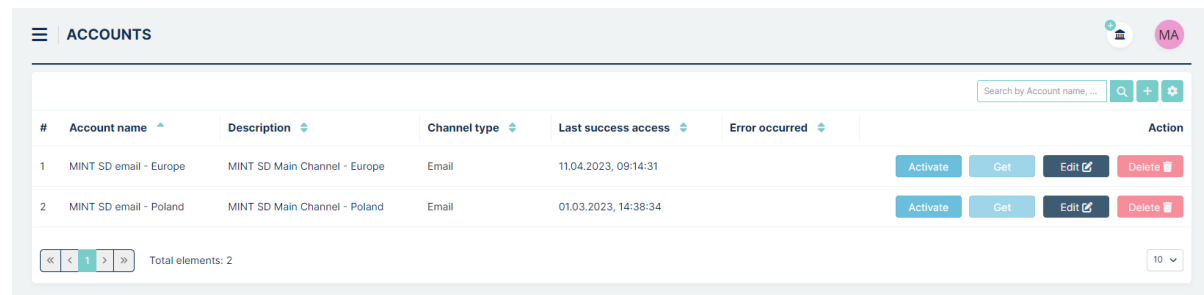 ACCOUNTS
MA
Search by Account name, ...
# Account name Description Channel type Last success access Error occurred Action
1 MINT SD email - Europe MINT SD Main Channel - Europe Email 11.04.2023, 09:14:31 Activate Get Edit Delete
2 MINT SD email - Poland MINT SD Main Channel - Poland Email 01.03.2023, 14:38:34 Activate Get Edit Delete
« < 1 > » Total elements: 2 10